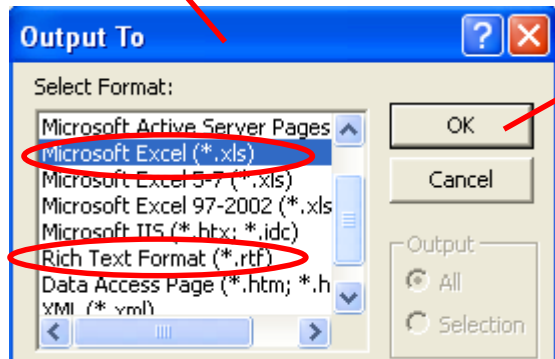 Output To
Select Format:
Microsoft Active Server Pages
Microsoft Excel (*.xls)
Microsoft Excel 5-7 (*.xls)
Microsoft Excel 97-2002 (*.xls
Microsoft IIS (*.htx; *.idc)
Rich Text Format (*.rtf)
Data Access Page (*.htm; *.h
XML (*.xml)
OK
Cancel
Output
All
Selection